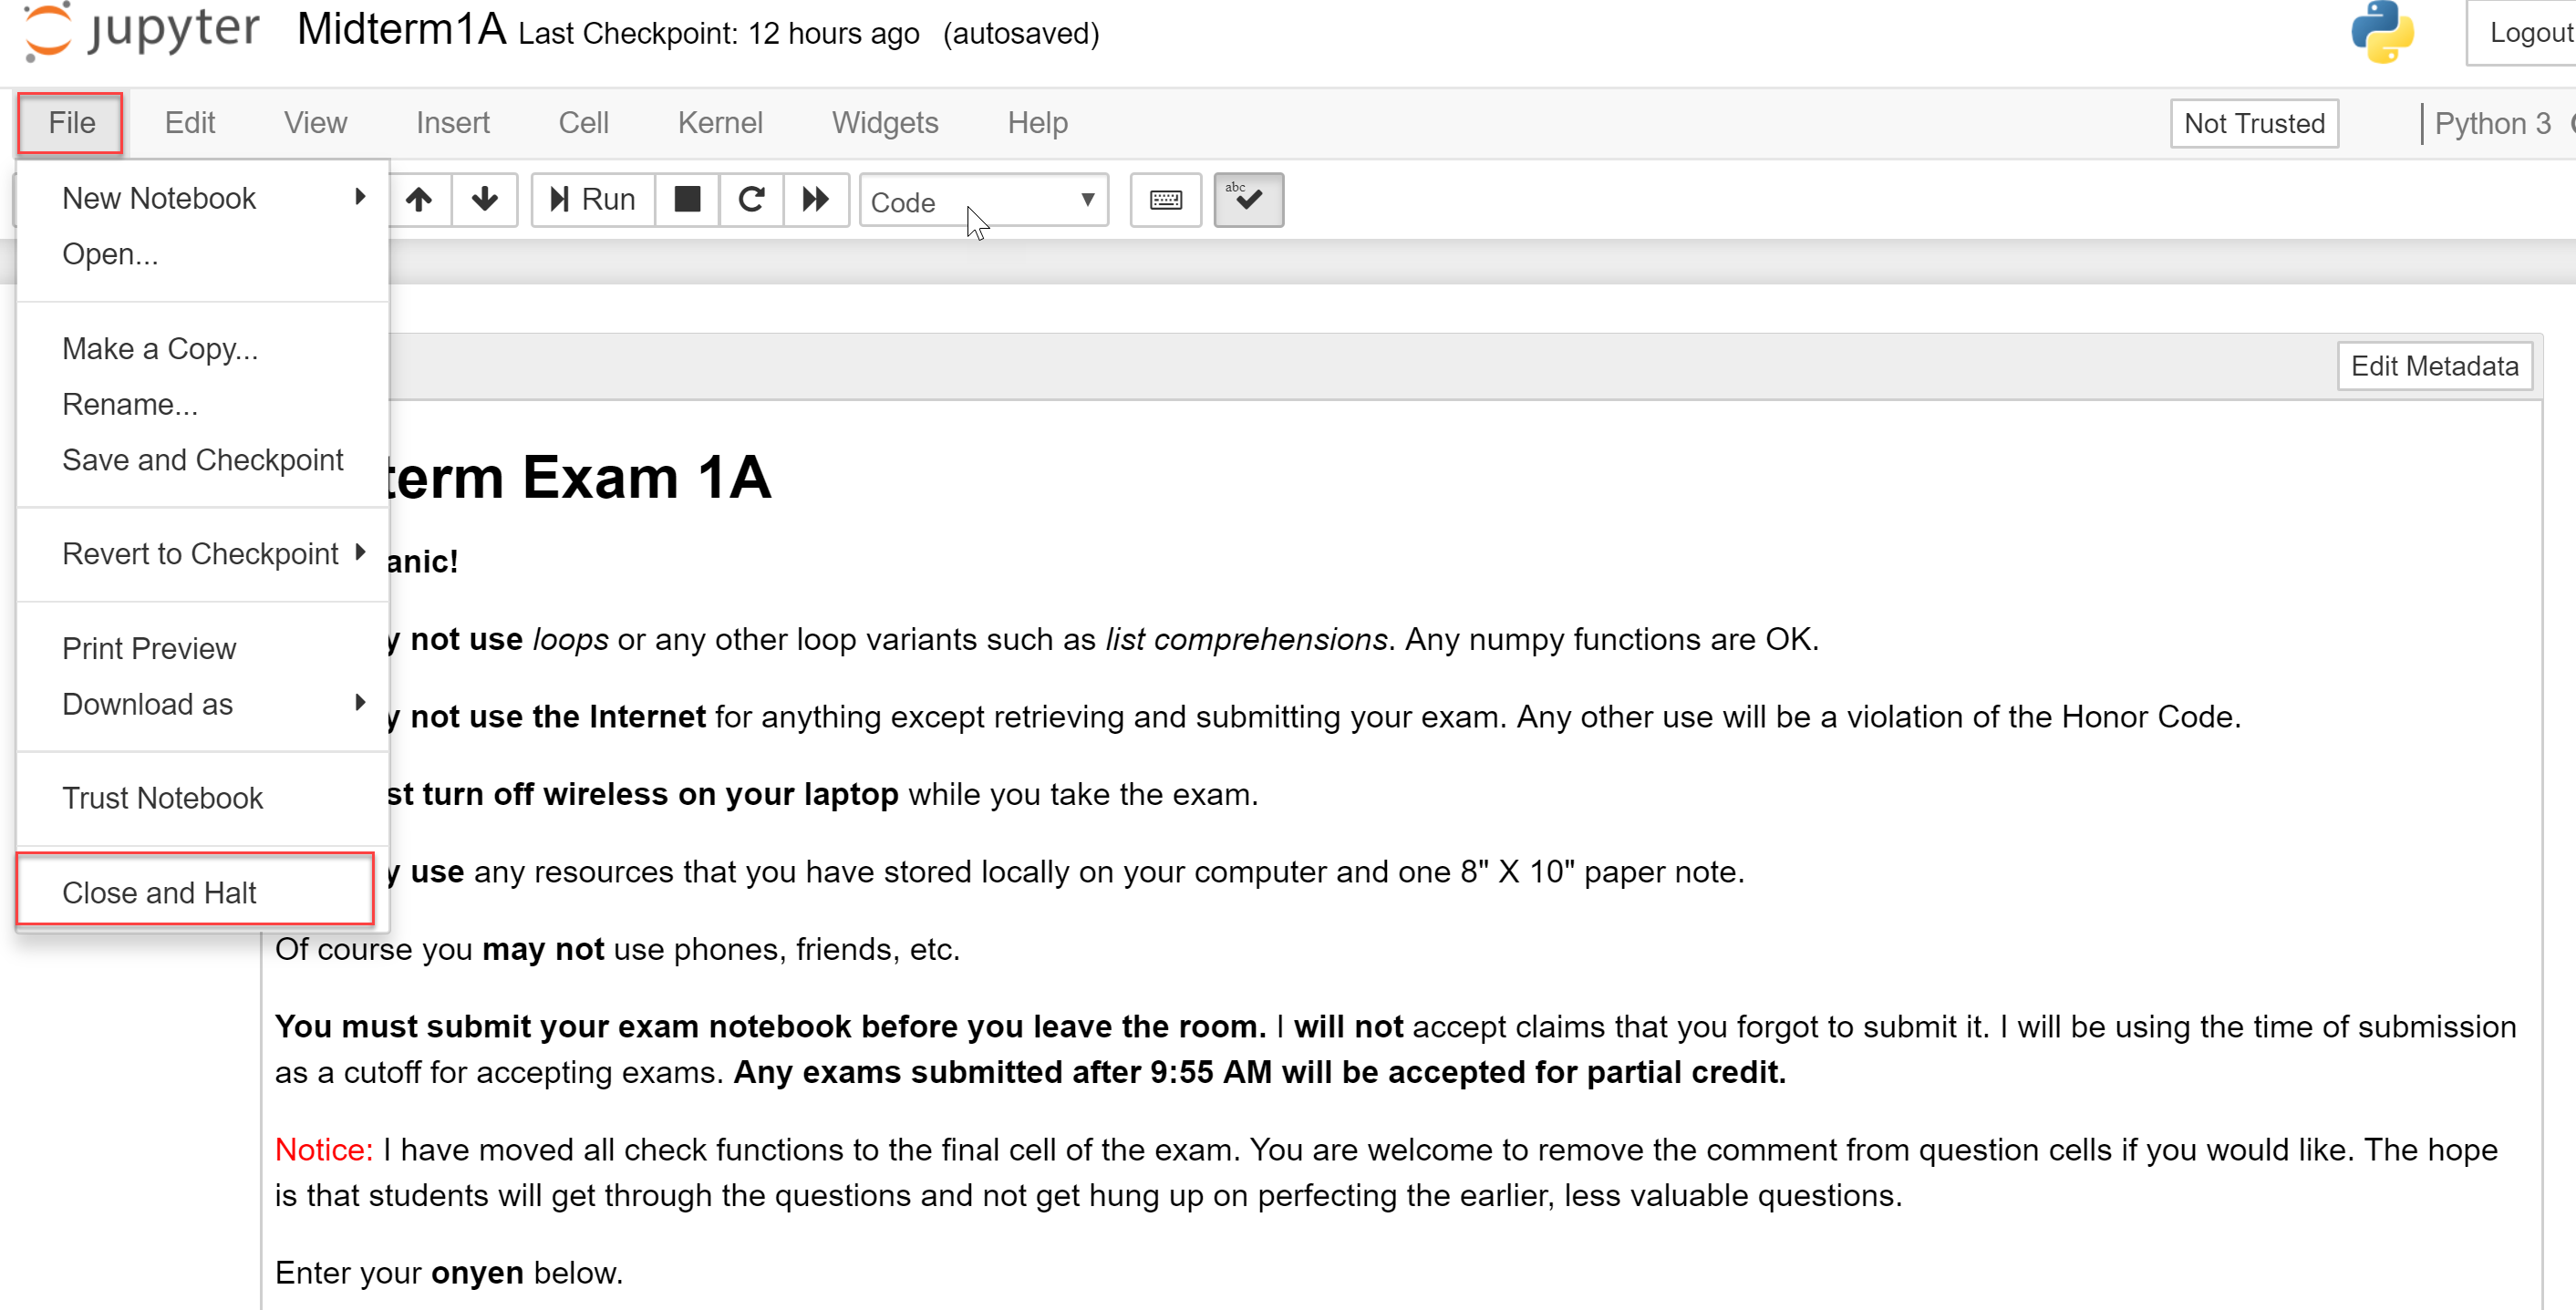 jupyter Midterm1A Last Checkpoint: 12 hours ago (autosaved)
Logout
File Edit View Insert Cell Kernel Widgets Help Not Trusted Python 3
Run Code abc
New Notebook
Open...
Make a Copy...
Rename...
Save and Checkpoint
Revert to Checkpoint
Print Preview
Download as
Trust Notebook
Close and Halt
Edit Metadata
term Exam 1A
anic!
y not use loops or any other loop variants such as list comprehensions. Any numpy functions are OK.
y not use the Internet for anything except retrieving and submitting your exam. Any other use will be a violation of the Honor Code.
st turn off wireless on your laptop while you take the exam.
y use any resources that you have stored locally on your computer and one 8" X 10" paper note.
Of course you may not use phones, friends, etc.
You must submit your exam notebook before you leave the room. I will not accept claims that you forgot to submit it. I will be using the time of submission
as a cutoff for accepting exams. Any exams submitted after 9:55 AM will be accepted for partial credit.
Notice: I have moved all check functions to the final cell of the exam. You are welcome to remove the comment from question cells if you would like. The hope
is that students will get through the questions and not get hung up on perfecting the earlier, less valuable questions.
Enter your onyen below.